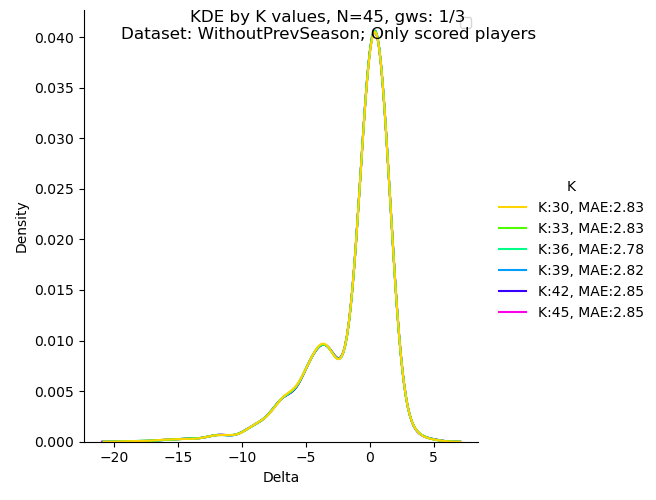 KDE by K values, N=45, gws: 1/3
Dataset: WithoutPrevSeason; Only scored players
0.040
0.035
0.030
0.025
0.020
0.015
0.010
0.005
0.000
Density
−20
−15
−10
−5
0
5
Delta
K
K:30, MAE:2.83
K:33, MAE:2.83
K:36, MAE:2.78
K:39, MAE:2.82
K:42, MAE:2.85
K:45, MAE:2.85